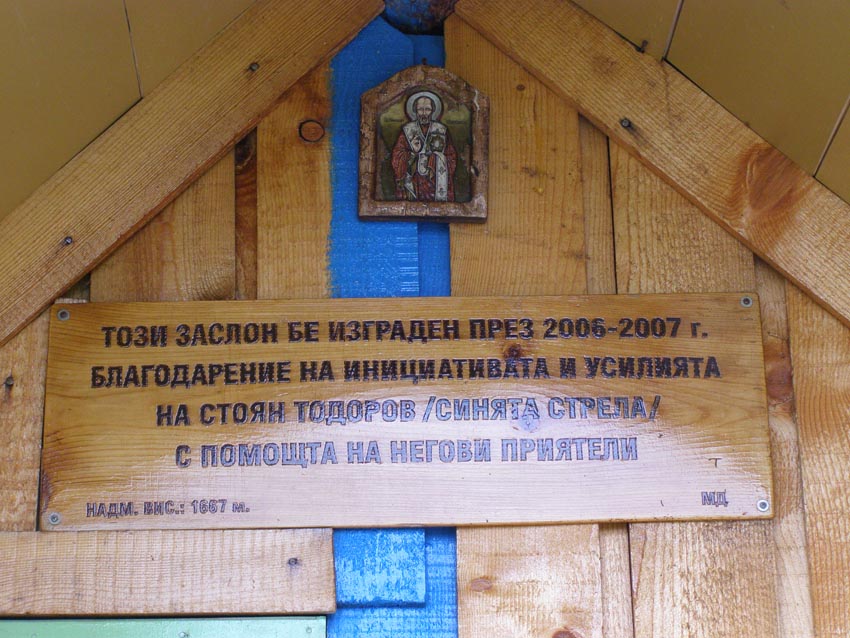 ТОЗИ ЗАСЛОН БЕ ИЗГРАДЕН ПРЕЗ 2006-2007 г.
БЛАГОДАРЕНИЕ НА ИНИЦИАТИВАТА И УСИЛИЯТА
НА СТОЯН ТОДОРОВ /СИНЯТА СТРЕЛА/
С ПОМОЩТА НА НЕГОВИ ПРИЯТЕЛИ
НАДМ. ВИС.: 1667 м.
МД